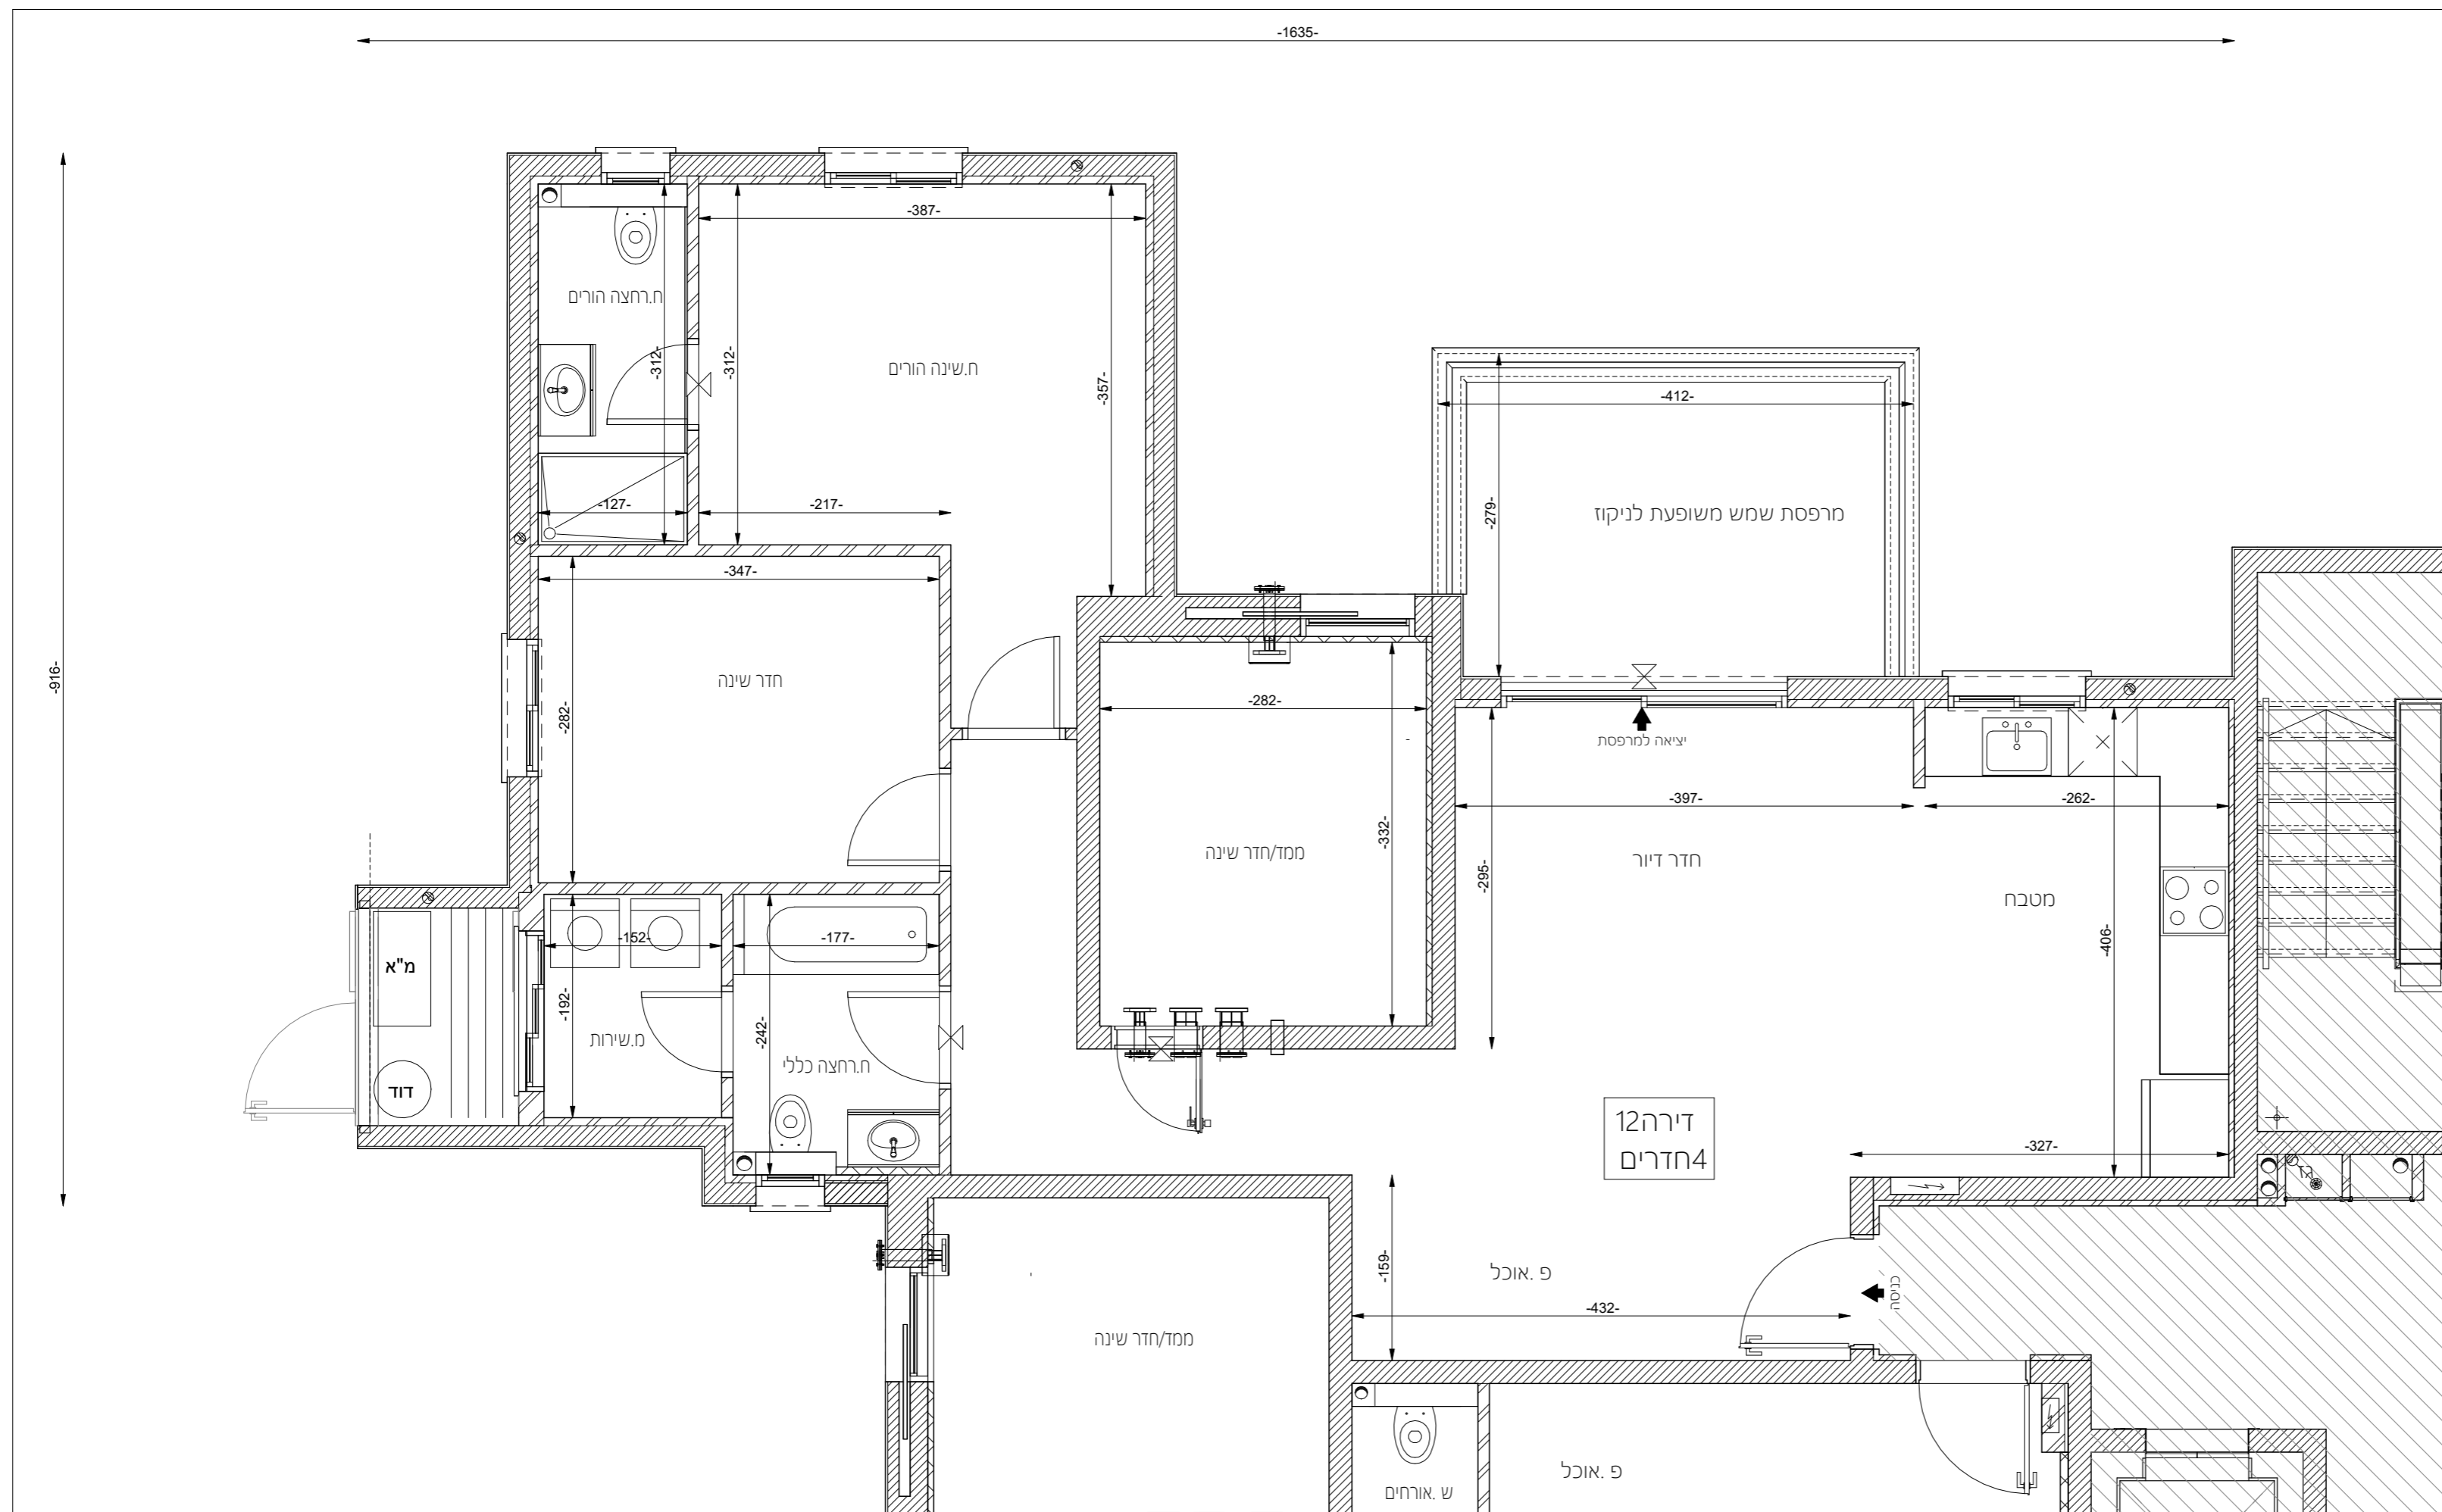 -1635-
-916-
-387-
ח.רחצה הורים
-312-
-312-
ח.שינה הורים
-357-
-412-
-127-
-217-
-279-
מרפסת שמש משופעת לניקוז
-347-
חדר שינה
-282-
-282-
יציאה למרפסת
-397-
-262-
-332-
ממד/חדר שינה
-295-
חדר דיור
מטבח
-406-
-152-
-177-
מ"א
-192-
-242-
מ.שירות
ח.רחצה כללי
דוד
דירה12
4חדרים
-327-
גז
-159-
פ .אוכל
כניסה
-432-
ממד/חדר שינה
פ .אוכל
ש .אורחים